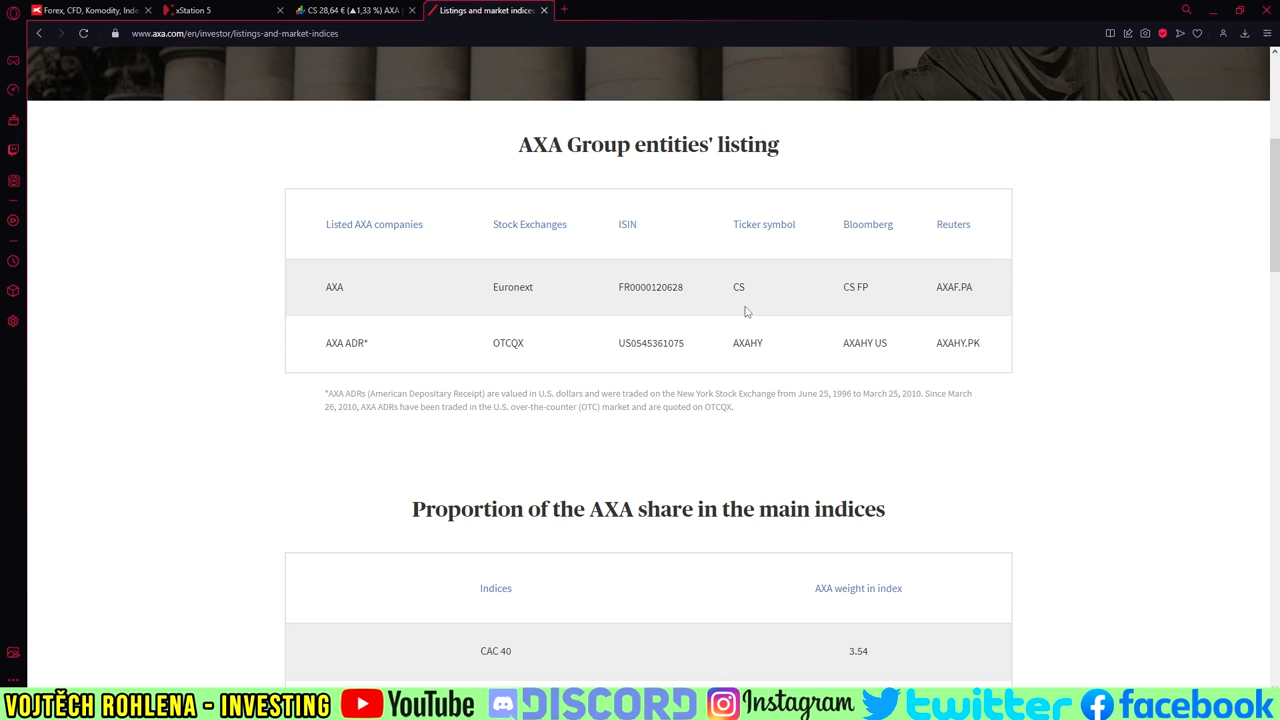 Forex, CFD, Komodity, Inde
xStation 5
CS 28,64 € (▲1,33 %) AXA
Listings and market indices
www.axa.com/en/investor/listings-and-market-indices
AXA Group entities' listing
Listed AXA companies Stock Exchanges ISIN Ticker symbol Bloomberg Reuters
AXA Euronext FR0000120628 CS CS FP AXAF.PA
AXA ADR* OTCQX US0545361075 AXAHY AXAHY US AXAHY.PK
*AXA ADRs (American Depositary Receipt) are valued in U.S. dollars and were traded on the New York Stock Exchange from June 25, 1996 to March 25, 2010. Since March
26, 2010, AXA ADRs have been traded in the U.S. over-the-counter (OTC) market and are quoted on OTCQX.
Proportion of the AXA share in the main indices
Indices AXA weight in index
CAC 40 3.54
VOJTĚCH ROHLENA - INVESTING YouTube DISCORD Instagram twitter facebook